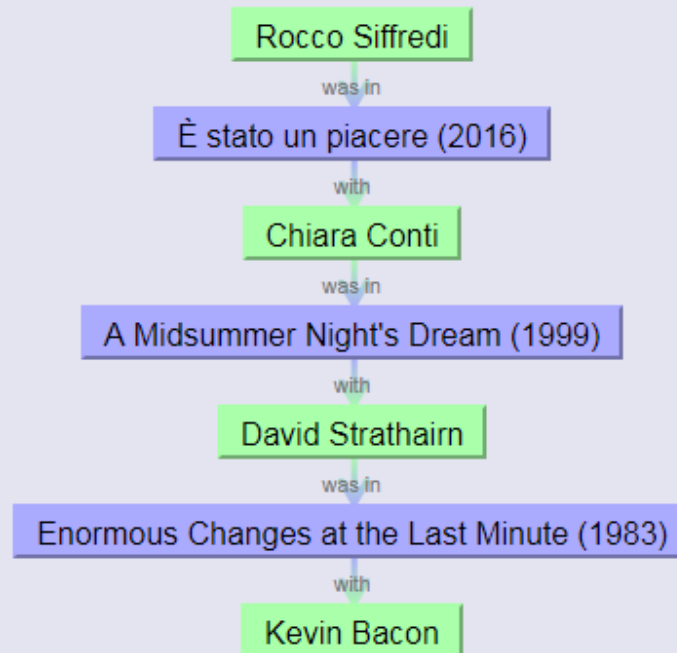 Rocco Siffredi
was in
È stato un piacere (2016)
with
Chiara Conti
was in
A Midsummer Night's Dream (1999)
with
David Strathairn
was in
Enormous Changes at the Last Minute (1983)
with
Kevin Bacon